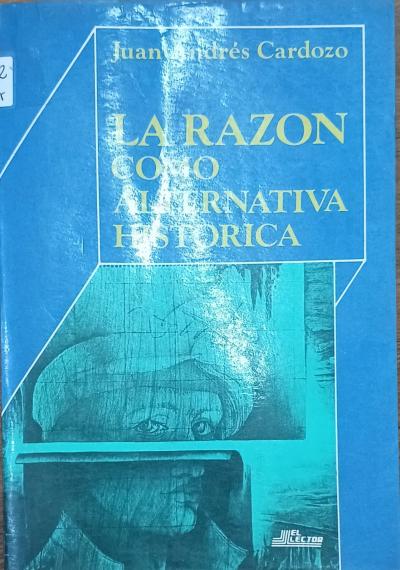 Juan Andrés Cardozo
LA RAZON
COMO
ALTERNATIVA
HISTORICA
EL
LECTOR